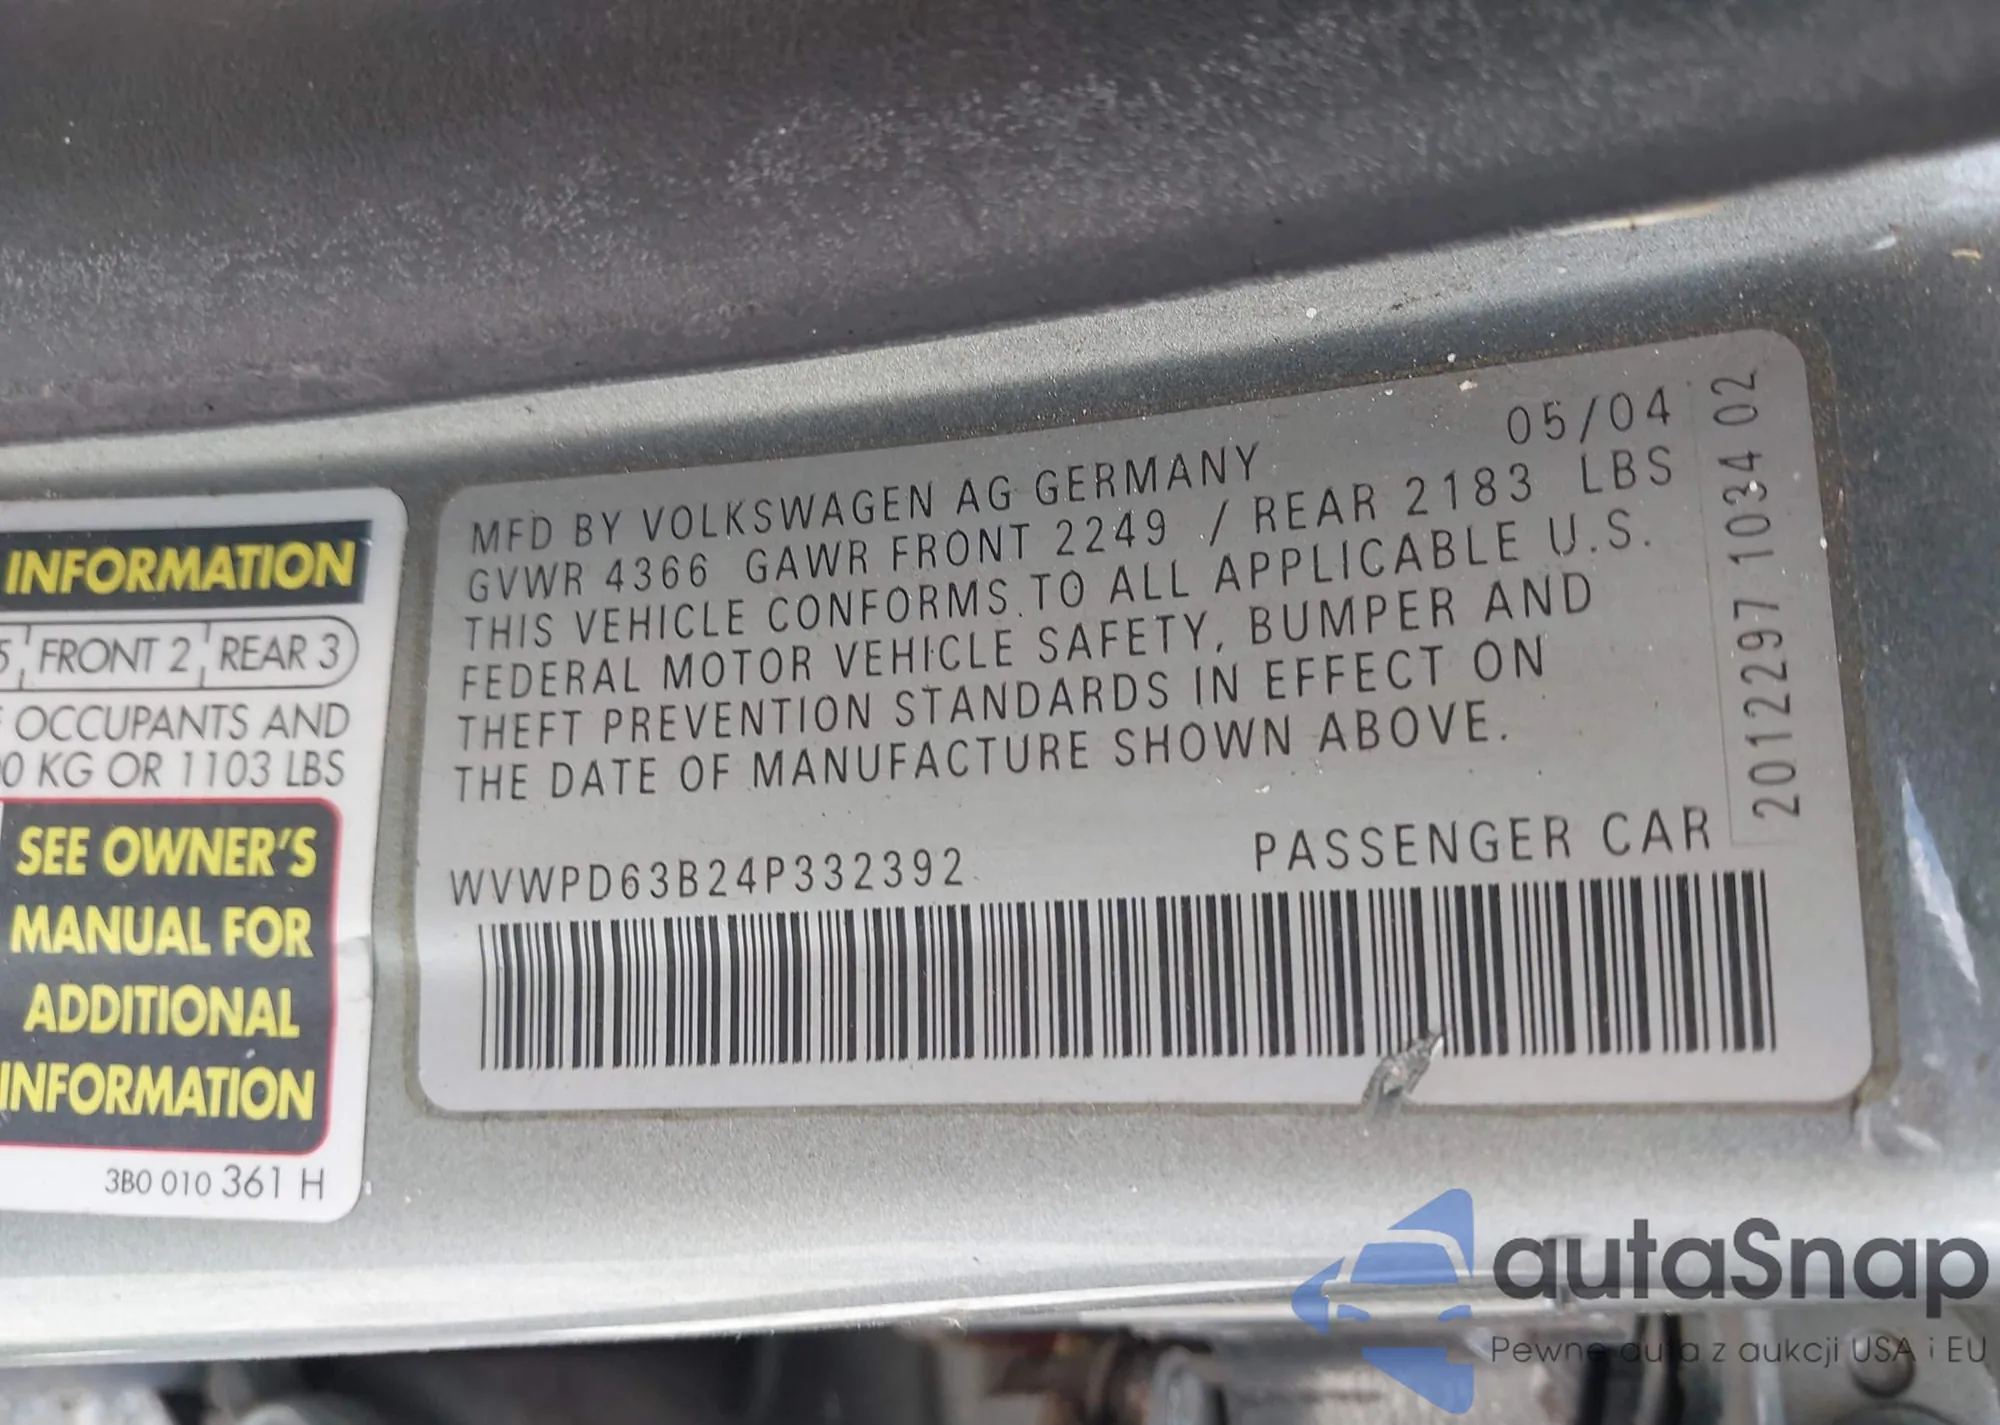 INFORMATION
FRONT 2 REAR 3
OCCUPANTS AND
0 KG OR 1103 LBS
SEE OWNER'S
MANUAL FOR
ADDITIONAL
INFORMATION
3B0 010 361 H
05/04
MFD BY VOLKSWAGEN AG GERMANY
GVWR 4366 GAWR FRONT 2249 / REAR 2183 LBS
THIS VEHICLE CONFORMS TO ALL APPLICABLE U.S.
FEDERAL MOTOR VEHICLE SAFETY, BUMPER AND
THEFT PREVENTION STANDARDS IN EFFECT ON
THE DATE OF MANUFACTURE SHOWN ABOVE.
WVWPD63B24P332392 PASSENGER CAR
2012297 1034 02
autaSnap
Pewne auta z aukcji USA i EU